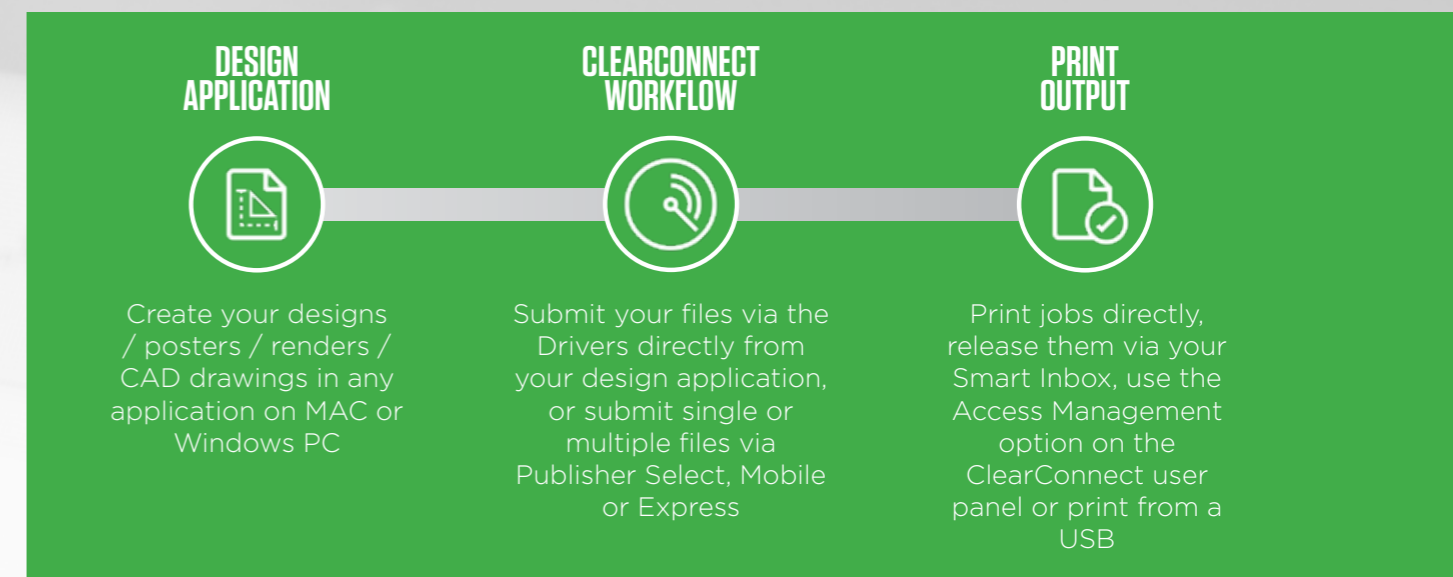 DESIGN
APPLICATION
Create your designs
/ posters / renders /
CAD drawings in any
application on MAC or
Windows PC
CLEARCONNECT
WORKFLOW
Submit your files via the
Drivers directly from
your design application,
or submit single or
multiple files via
Publisher Select, Mobile
or Express
PRINT
OUTPUT
Print jobs directly,
release them via your
Smart Inbox, use the
Access Management
option on the
ClearConnect user
panel or print from a
USB